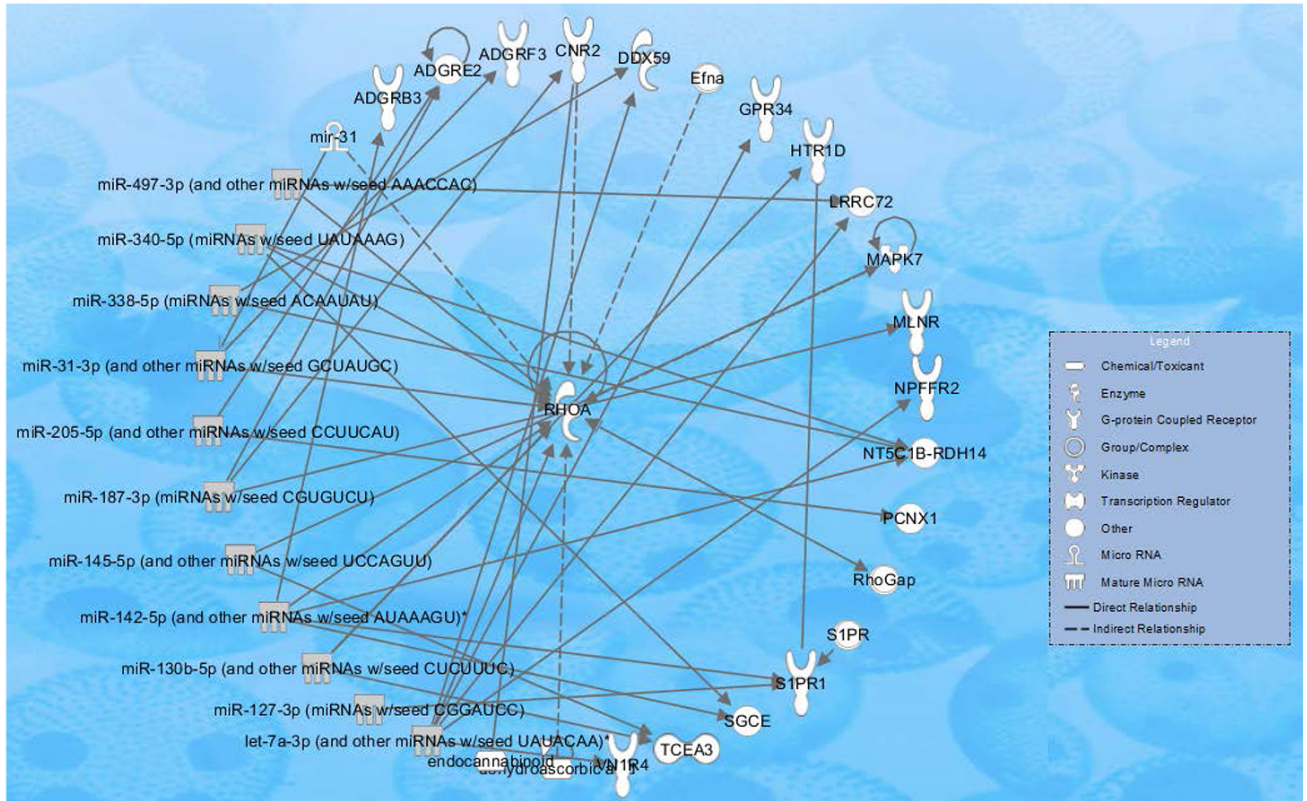 ADGRF3
CNR2
DDX59
ADGRE2
Efna
ADGRB3
GPR34
mir-31
HTR1D
miR-497-3p (and other miRNAs w/seed AAACCAC)
LRRC72
miR-340-5p (miRNAs w/seed UAUAAAG)
MAPK7
miR-338-5p (miRNAs w/seed ACAAUAU)
MLNR
miR-31-3p (and other miRNAs w/seed GCUAUGC)
NPFFR2
RHOA
miR-205-5p (and other miRNAs w/seed CCUUCAU)
NT5C1B-RDH14
miR-187-3p (miRNAs w/seed CGUGUCU)
PCNX1
miR-145-5p (and other miRNAs w/seed UCCAGUU)
RhoGap
miR-142-5p (and other miRNAs w/seed AUAAAGU)*
S1PR
miR-130b-5p (and other miRNAs w/seed CUCUUUC)
S1PR1
miR-127-3p (miRNAs w/seed CGGAUCC)
SGCE
let-7a-3p (and other miRNAs w/seed UAUACAA)*
TCEA3
endocannabinoid
VN1R4
Legend
Chemical/Toxicant
Enzyme
G-protein Coupled Receptor
Group/Complex
Kinase
Transcription Regulator
Other
Micro RNA
Mature Micro RNA
Direct Relationship
Indirect Relationship